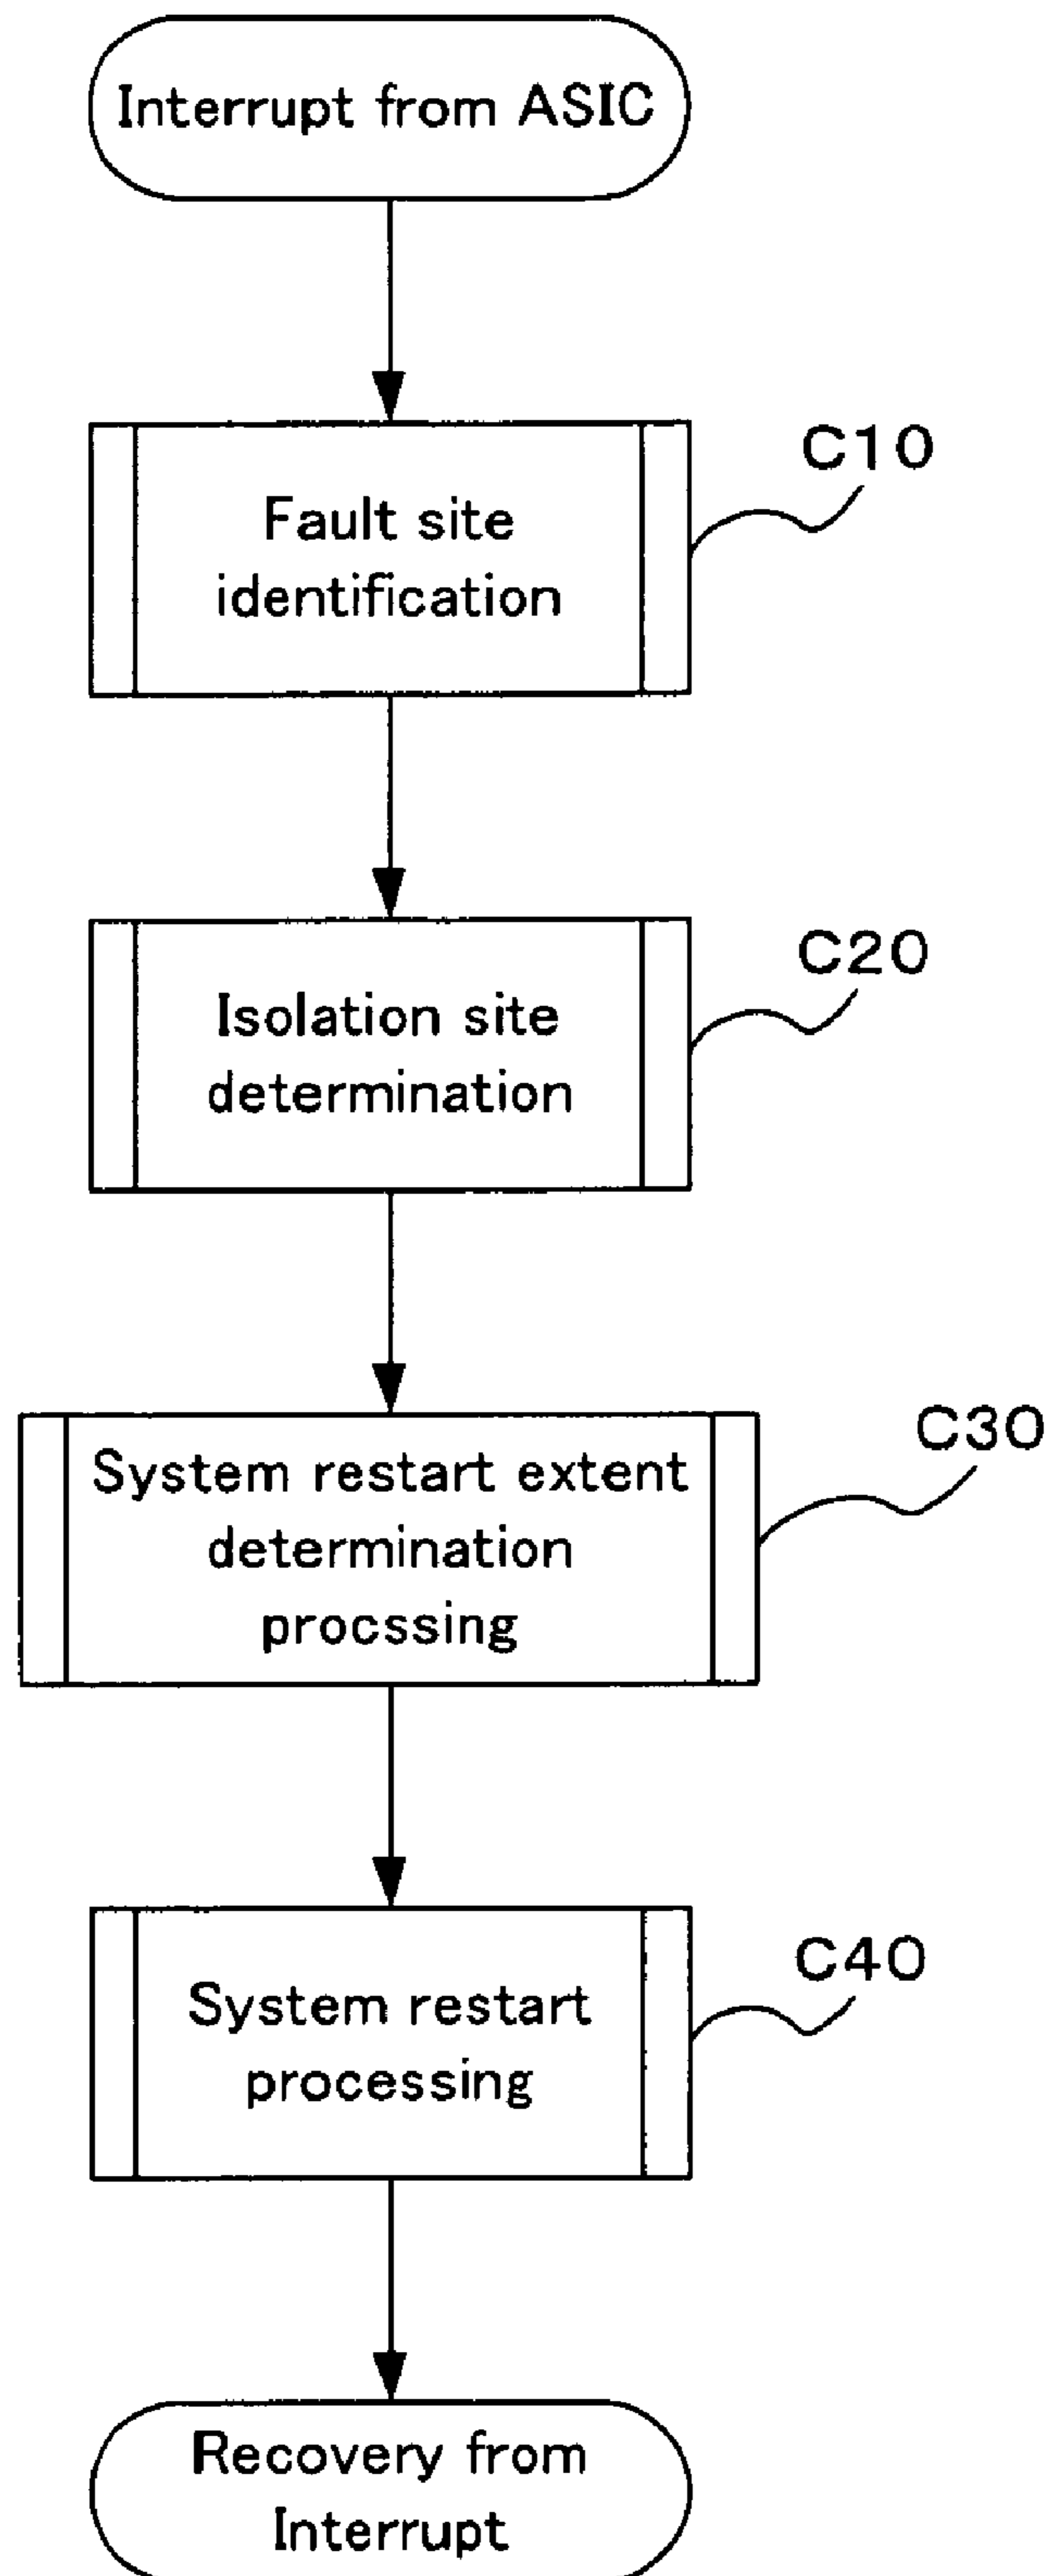 Interrupt from ASIC
C10
Fault site
identification
C20
Isolation site
determination
C30
System restart extent
determination
procssing
C40
System restart
processing
Recovery from
Interrupt